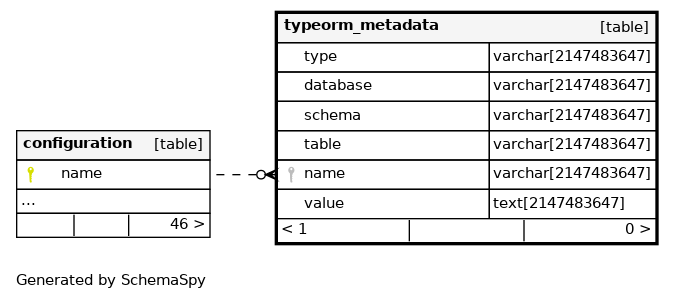 typeorm_metadata [table]
type varchar[2147483647]
database varchar[2147483647]
schema varchar[2147483647]
table varchar[2147483647]
name varchar[2147483647]
value text[2147483647]
< 1 0 >
configuration [table]
name
...
46 >
Generated by SchemaSpy